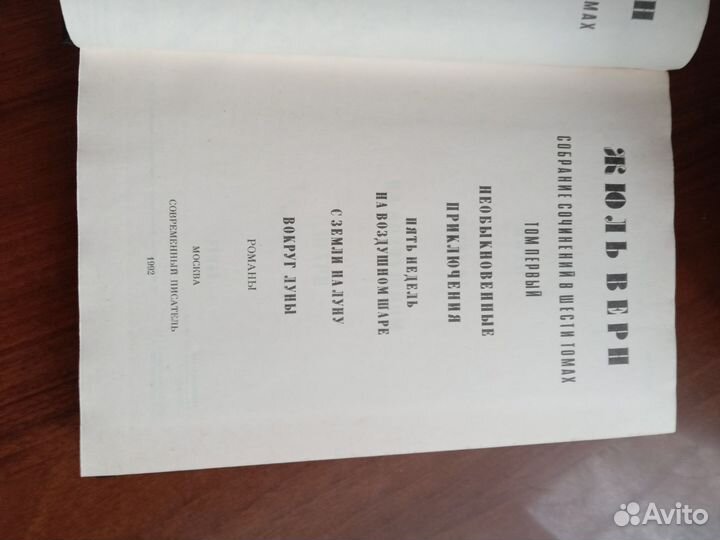 Н
ОМАХ
ЖЮЛЬ ВЕРН
СОБРАНИЕ СОЧИНЕНИЙ В ШЕСТИ ТОМАХ
ТОМ ПЕРВЫЙ
НЕОБЫКНОВЕННЫЕ
ПРИКЛЮЧЕНИЯ
ПЯТЬ НЕДЕЛЬ
НА ВОЗДУШНОМ ШАРЕ
С ЗЕМЛИ НА ЛУНУ
ВОКРУГ ЛУНЫ
РОМАНЫ
МОСКВА
СОВРЕМЕННЫЙ ПИСАТЕЛЬ
1992
Avito